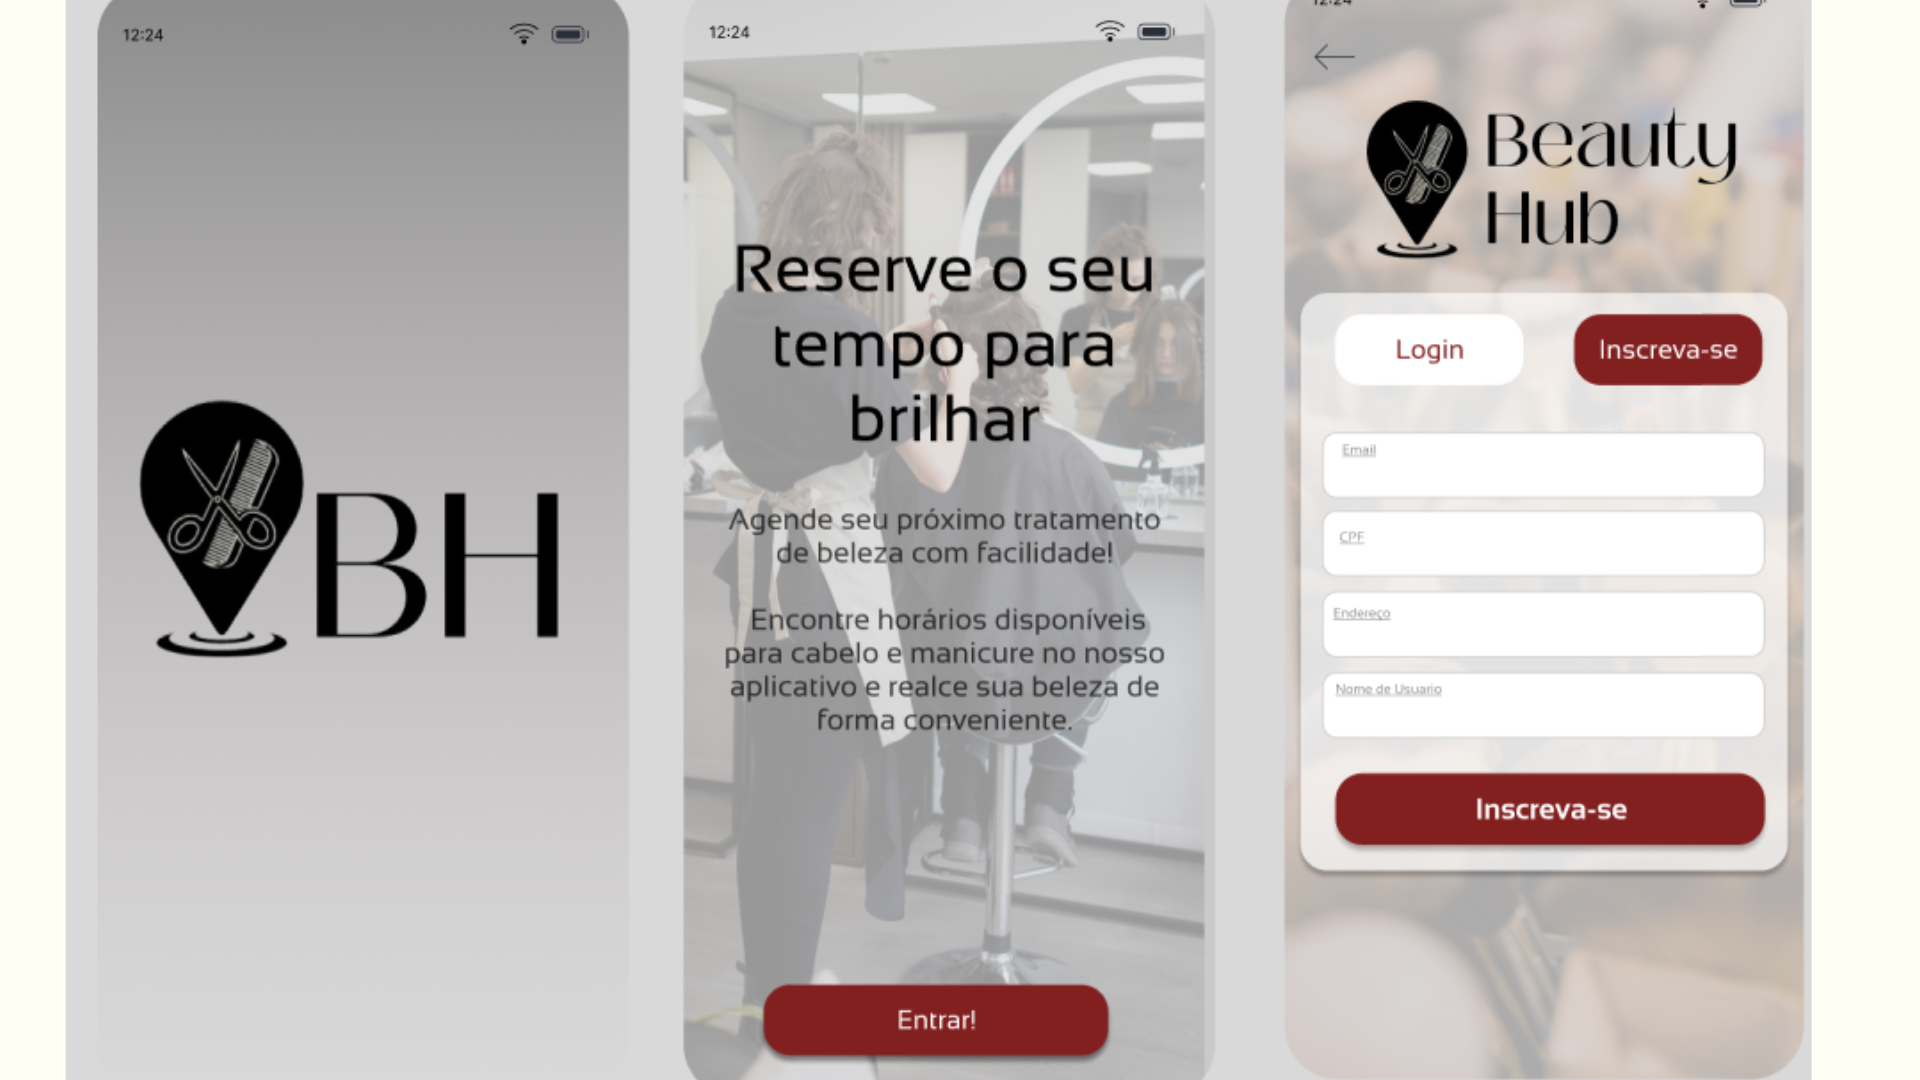 12:24
BH
12:24
Reserve o seu
tempo para
brilhar
Agende seu próximo tratamento
de beleza com facilidade!
Encontre horários disponíveis
para cabelo e manicure no nosso
aplicativo e realce sua beleza de
forma conveniente.
Entrar!
12:24
Beauty
Hub
Login
Inscreva-se
Email
CPF
Endereço
Nome de Usuario
Inscreva-se